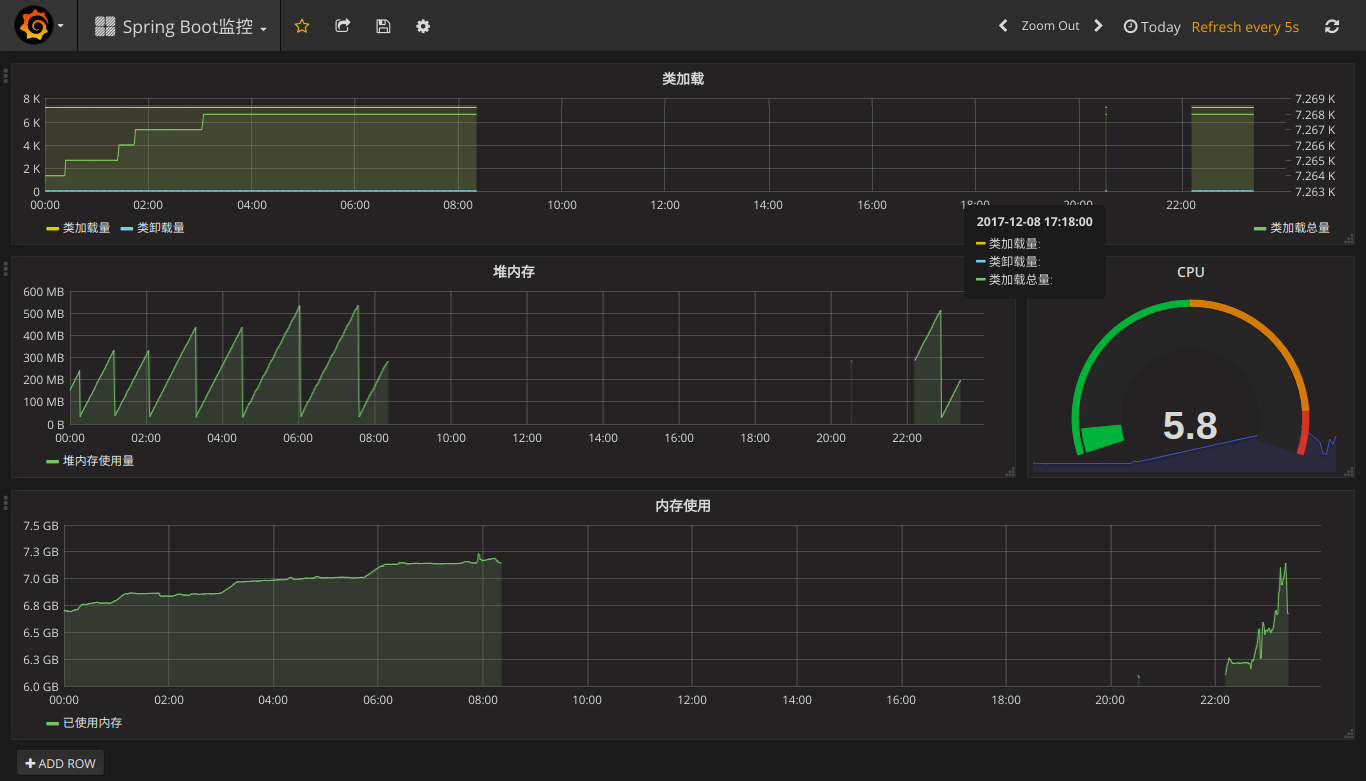 Spring Boot监控
Zoom Out
Today
Refresh every 5s
类加载
8 K
6 K
4 K
2 K
0
7.269 K
7.268 K
7.267 K
7.266 K
7.265 K
7.264 K
7.263 K
00:00 02:00 04:00 06:00 08:00 10:00 12:00 14:00 16:00 18:00 20:00 22:00
类加载量 类卸载量
类加载总量
2017-12-08 17:18:00
类加载量:
类卸载量:
类加载总量:
堆内存
600 MB
500 MB
400 MB
300 MB
200 MB
100 MB
0 B
00:00 02:00 04:00 06:00 08:00 10:00 12:00 14:00 16:00 18:00 20:00 22:00
堆内存使用量
CPU
5.8
内存使用
7.5 GB
7.3 GB
7.0 GB
6.8 GB
6.5 GB
6.3 GB
6.0 GB
00:00 02:00 04:00 06:00 08:00 10:00 12:00 14:00 16:00 18:00 20:00 22:00
已使用内存
ADD ROW